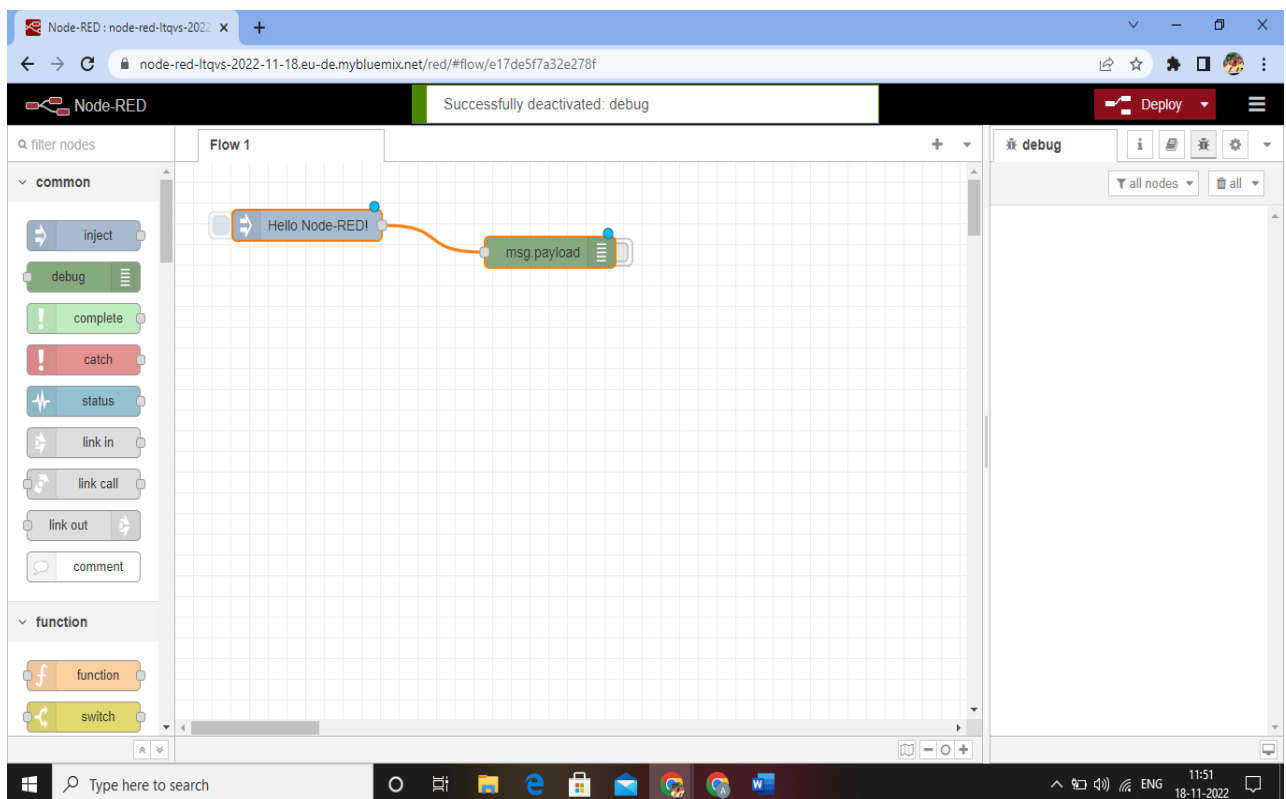 Node-RED : node-red-ltqvs-2022
node-red-ltqvs-2022-11-18.eu-de.mybluemix.net/red/#flow/e17de5f7a32e278f
Node-RED
Successfully deactivated: debug
Deploy
filter nodes
Flow 1
debug
i
all nodes
all
common
inject
debug
complete
catch
status
link in
link call
link out
comment
function
function
switch
Hello Node-RED!
msg.payload
Type here to search
ENG
11:51
18-11-2022